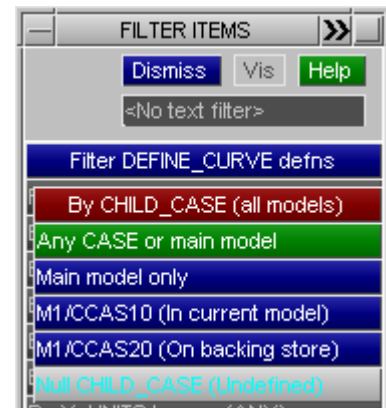 FILTER ITEMS
Dismiss Vis Help
<No text filter>
Filter DEFINE_CURVE defns
By CHILD_CASE (all models)
Any CASE or main model
Main model only
M1/CCAS10 (In current model)
M1/CCAS20 (On backing store)
Null CHILD_CASE (Undefined)